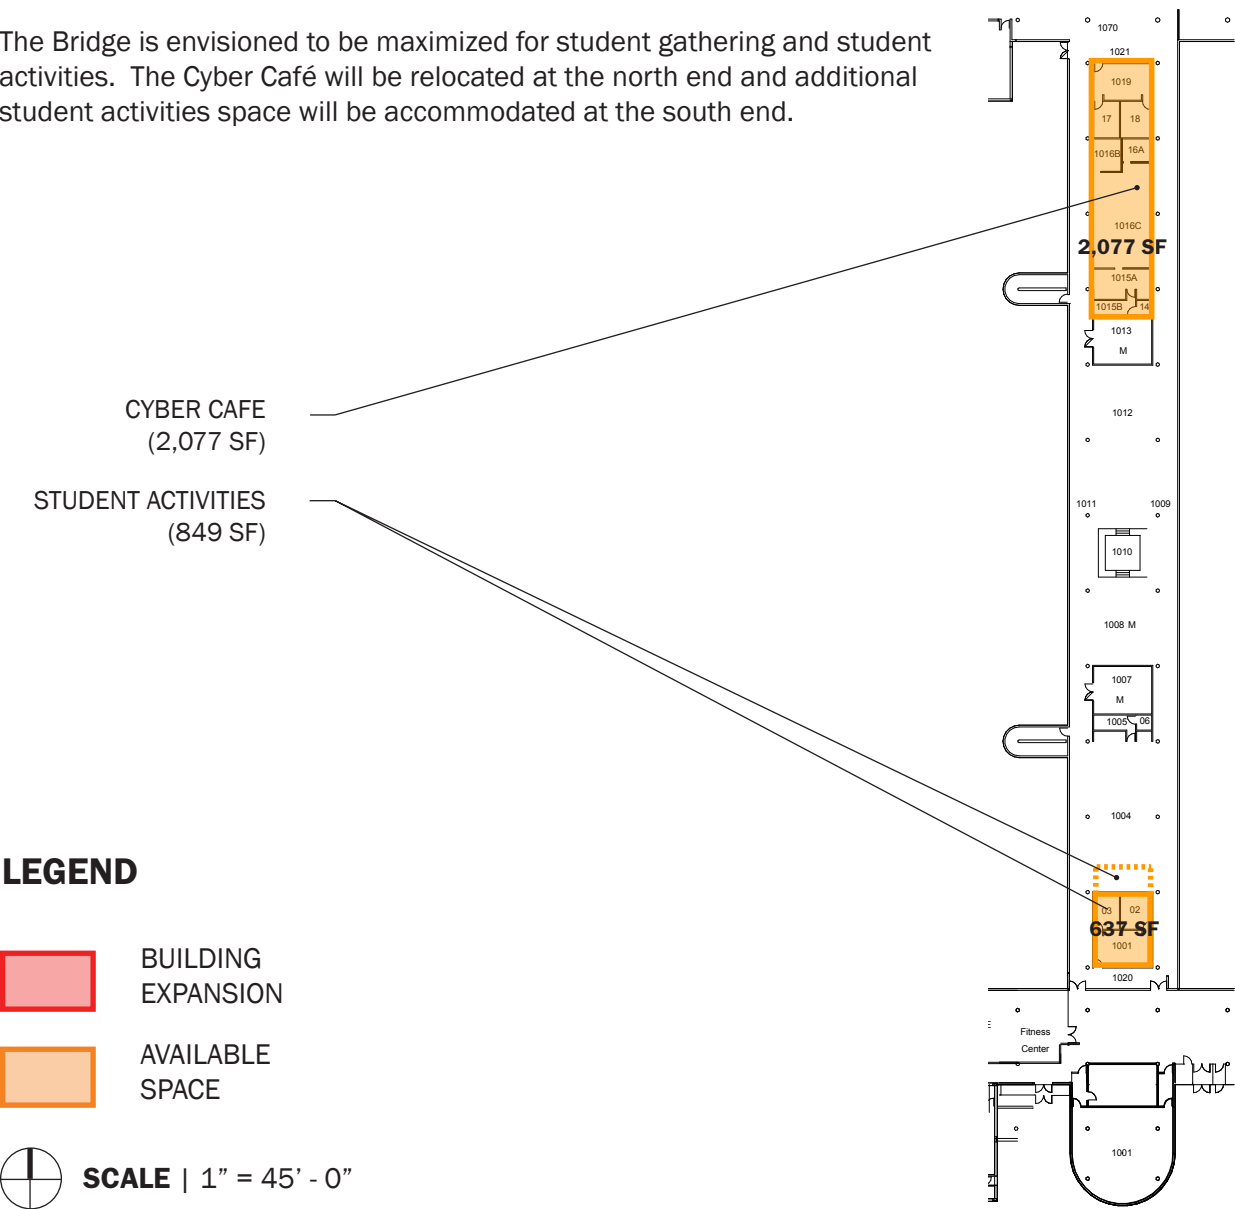 The Bridge is envisioned to be maximized for student gathering and student
activities. The Cyber Café will be relocated at the north end and additional
student activities space will be accommodated at the south end.
1070
1021
1019
17 18
1016B 16A
1016C
2,077 SF
1015A
1015B 14
1013
M
1012
CYBER CAFE
(2,077 SF)
STUDENT ACTIVITIES
(849 SF)
1011 1009
1010
1008 M
1007
M
1005 06
1004
03 02
637 SF
1001
1020
Fitness
Center
1001
LEGEND
BUILDING
EXPANSION
AVAILABLE
SPACE
SCALE | 1” = 45’ - 0”